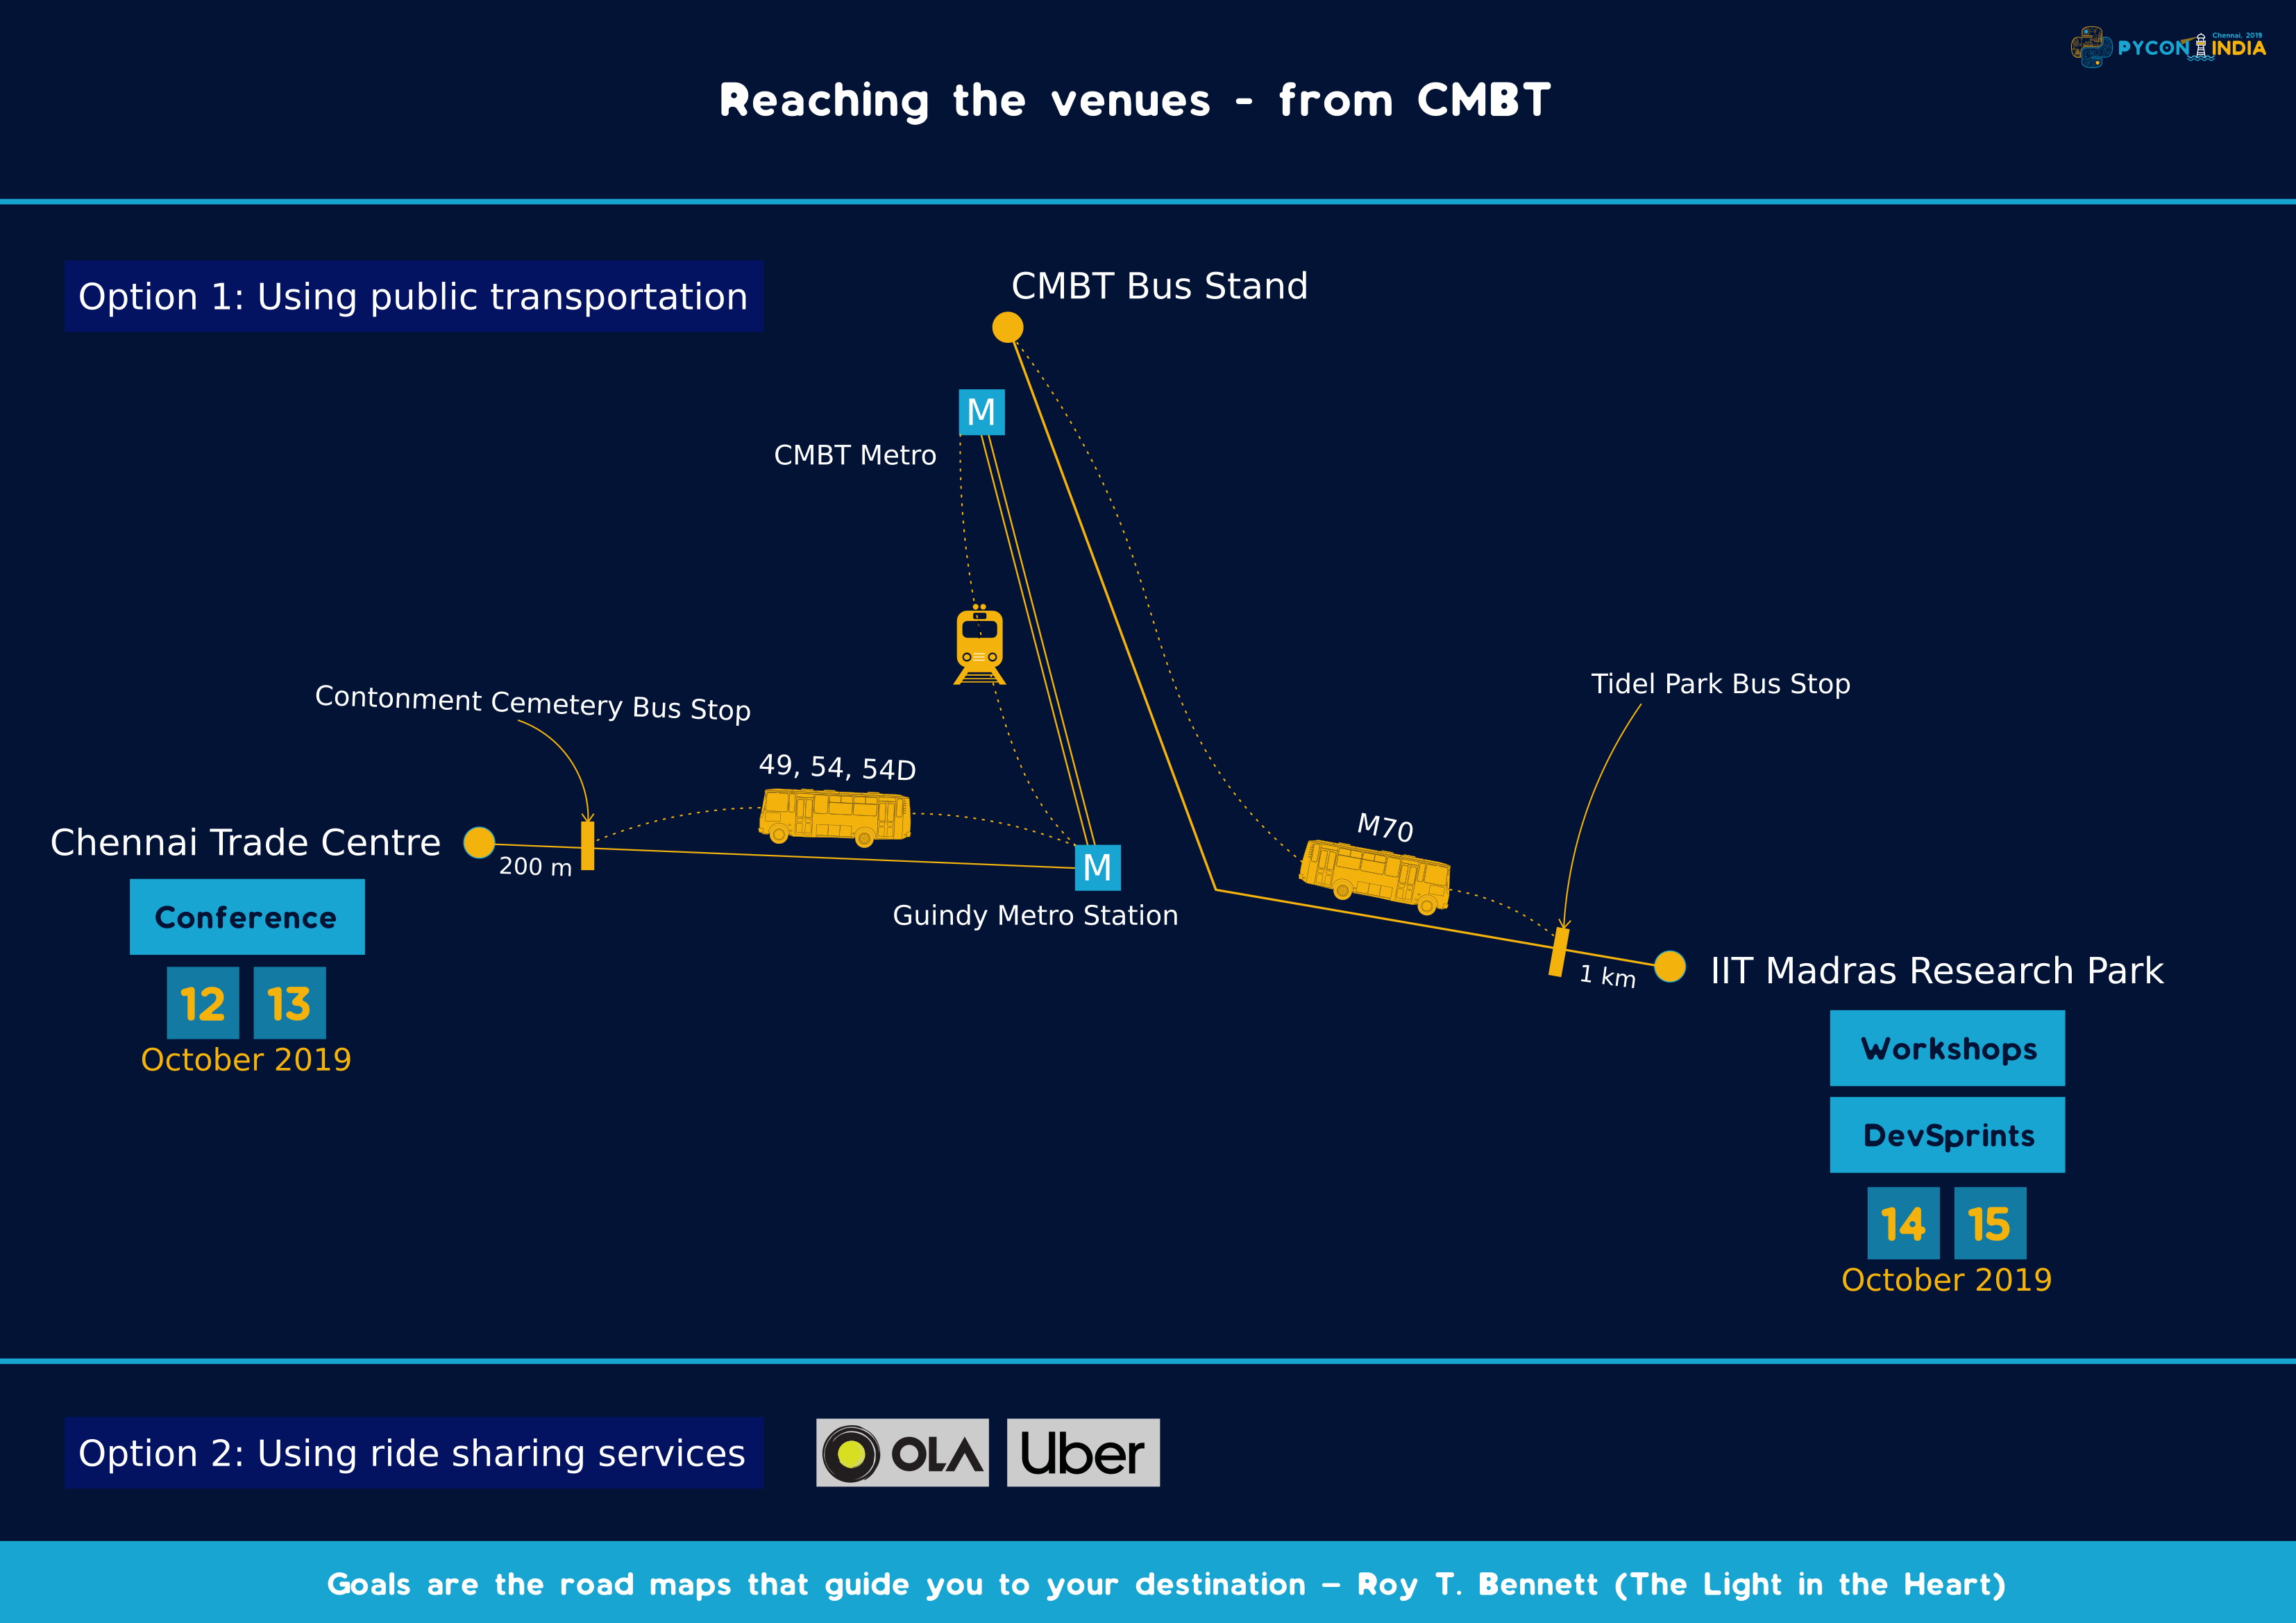 Chennai, 2019
PYCON INDIA
Reaching the venues - from CMBT
Option 1: Using public transportation
CMBT Bus Stand
M
CMBT Metro
Contonment Cemetery Bus Stop
Tidel Park Bus Stop
49, 54, 54D
M70
Chennai Trade Centre
200 m
M
Guindy Metro Station
1 km
IIT Madras Research Park
Conference
12 13
October 2019
Workshops
DevSprints
14 15
October 2019
Option 2: Using ride sharing services
OLA
Uber
Goals are the road maps that guide you to your destination – Roy T. Bennett (The Light in the Heart)